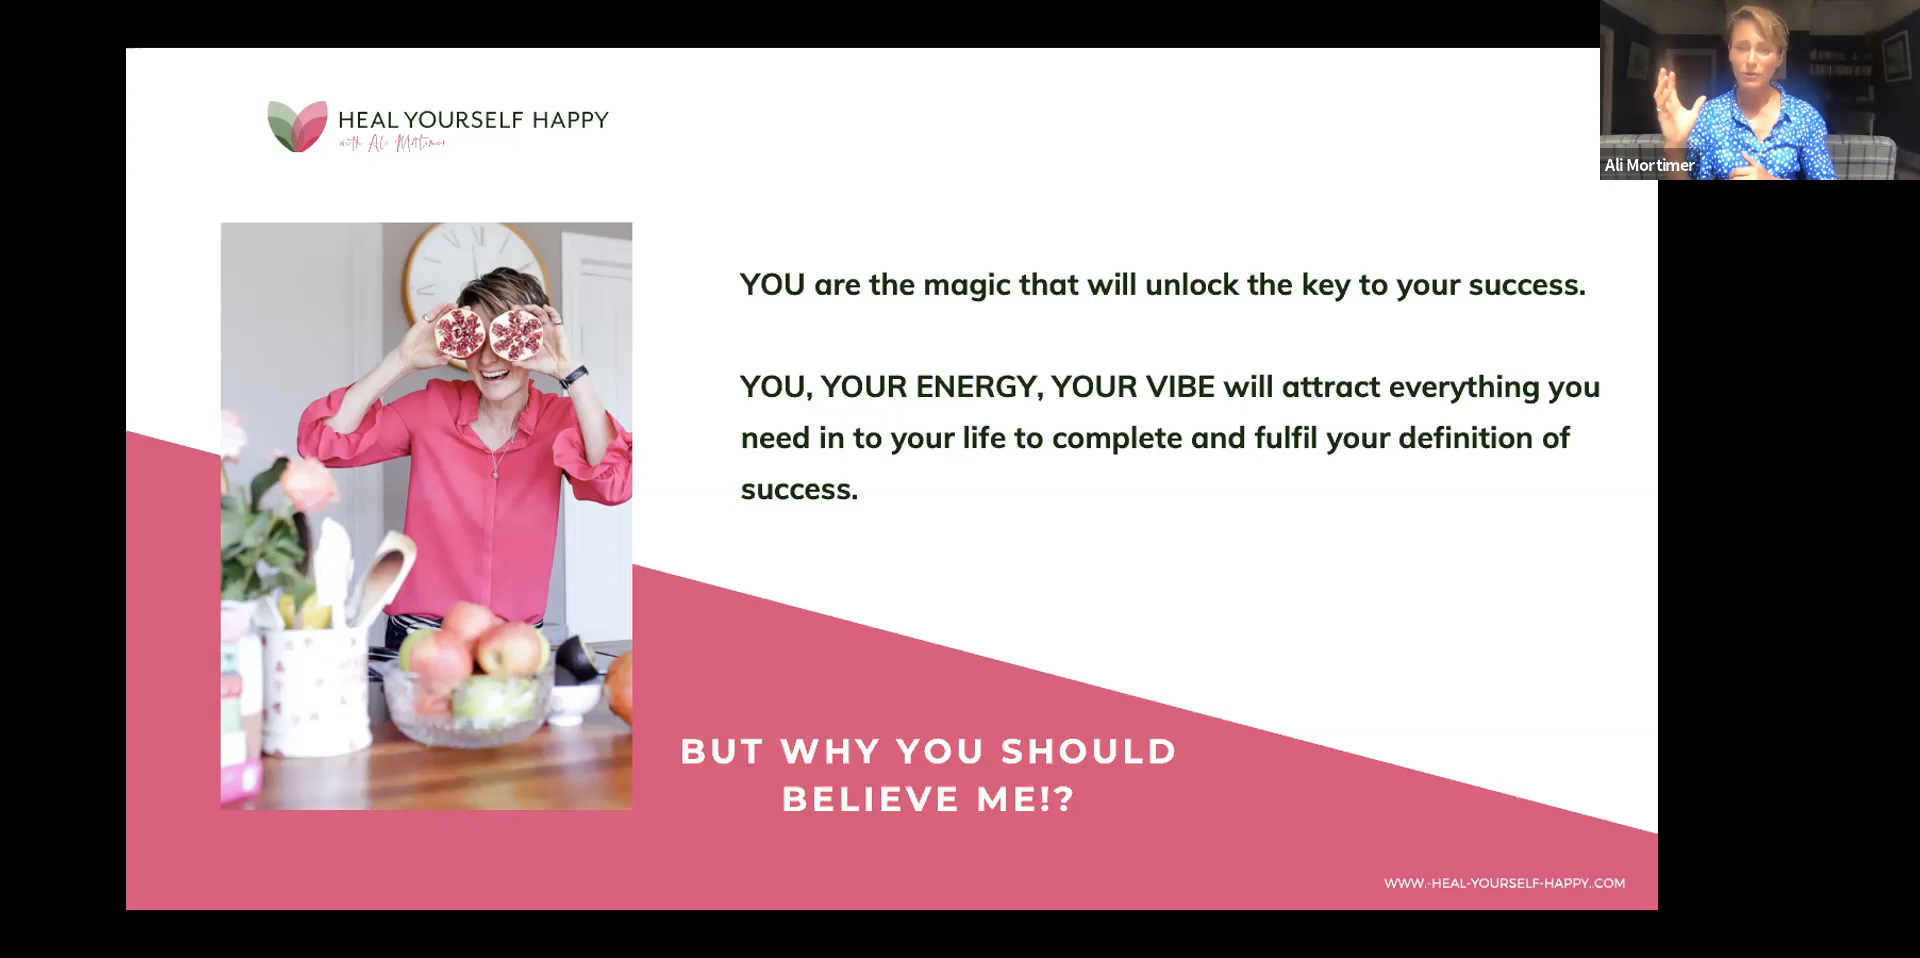 HEAL YOURSELF HAPPY
with Ali Mortimer
Ali Mortimer
YOU are the magic that will unlock the key to your success.
YOU, YOUR ENERGY, YOUR VIBE will attract everything you
need in to your life to complete and fulfil your definition of
success.
BUT WHY YOU SHOULD
BELIEVE ME!?
WWW.-HEAL-YOURSELF-HAPPY.COM